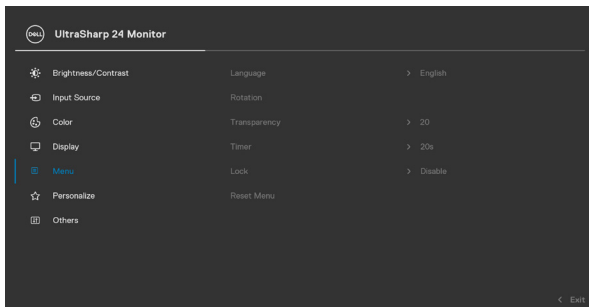 DELL UltraSharp 24 Monitor
Brightness/Contrast Language > English
Input Source Rotation
Color Transparency > 20
Display Timer > 20s
Menu Lock > Disable
Personalize Reset Menu
Others
< Exit